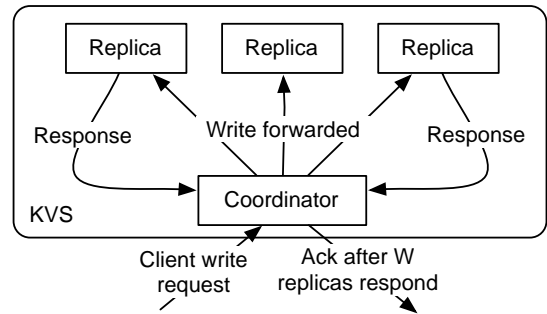 Replica
Replica
Replica
Response
Write forwarded
Response
Coordinator
KVS
Client write
request
Ack after W
replicas respond